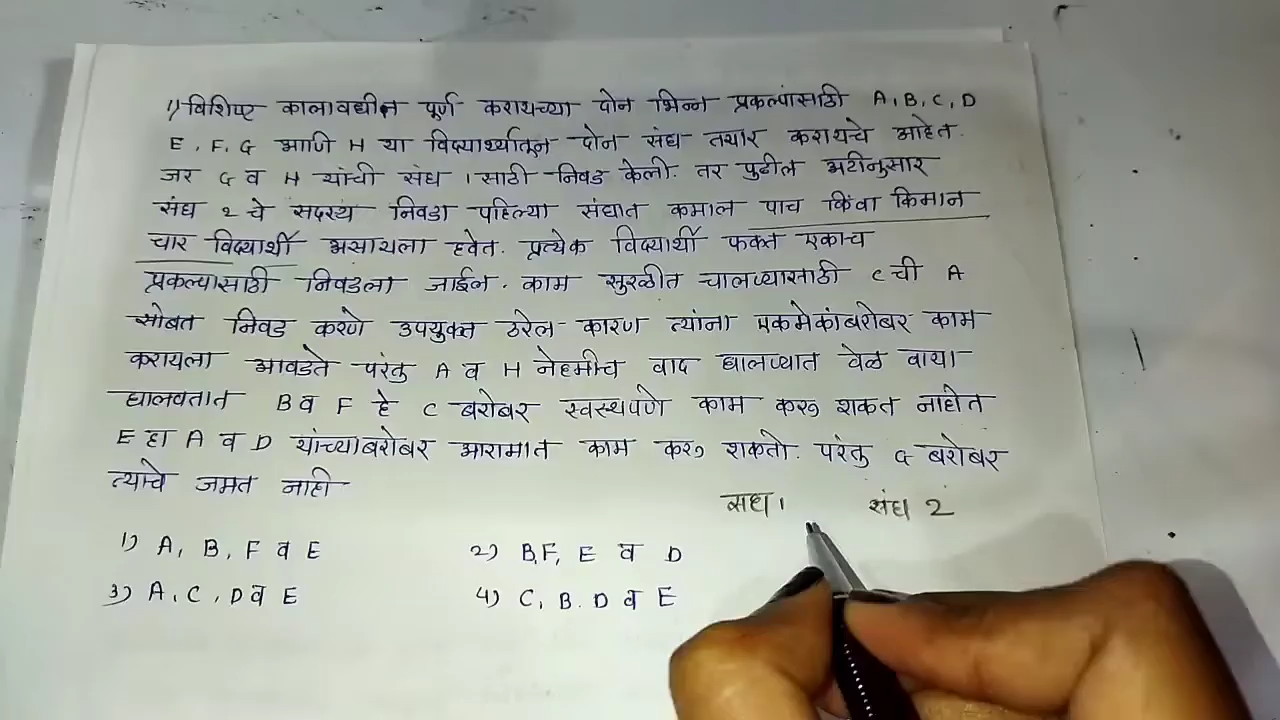 1) विशिष्ट कालावधीत पूर्ण करायच्या दोन भिन्न प्रकल्पांसाठी A, B, C, D
E, F, G आणि H या विद्यार्थ्यांतून दोन संघ तयार करायचे आहेत.
जर G व H यांची संघ 1 साठी निवड केली. तर पुढील अटीनुसार
संघ 2 चे सदस्य निवडा पहिल्या संघात कमाल पाच किंवा किमान
चार विद्यार्थी असायला हवेत. प्रत्येक विद्यार्थी फक्त एकाच
प्रकल्पासाठी निवडला जाईल. काम सुरळीत चालण्यासाठी C ची A
सोबत निवड करणे उपयुक्त ठरेल कारण त्यांना एकमेकांबरोबर काम
करायला आवडते परंतु A व H नेहमीच वाद घालण्यात वेळ वाया
घालवतात B व F हे C बरोबर स्वस्थपणे काम करू शकत नाहीत
E हा A व D यांच्याबरोबर आरामात काम करू शकतो. परंतु G बरोबर
त्याचे जमत नाही
संघ 1 संघ 2
1) A, B, F व E 2) B, F, E व D
3) A, C, D व E 4) C, B. D व E